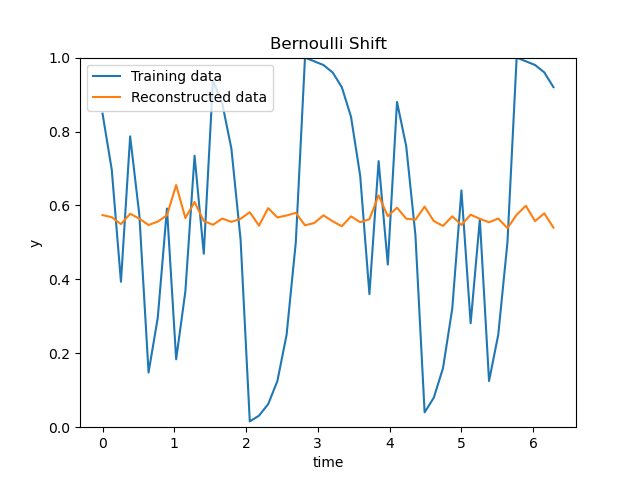 Bernoulli Shift
Training data
Reconstructed data
1.0
0.8
0.6
0.4
0.2
0.0
y
0 1 2 3 4 5 6
time